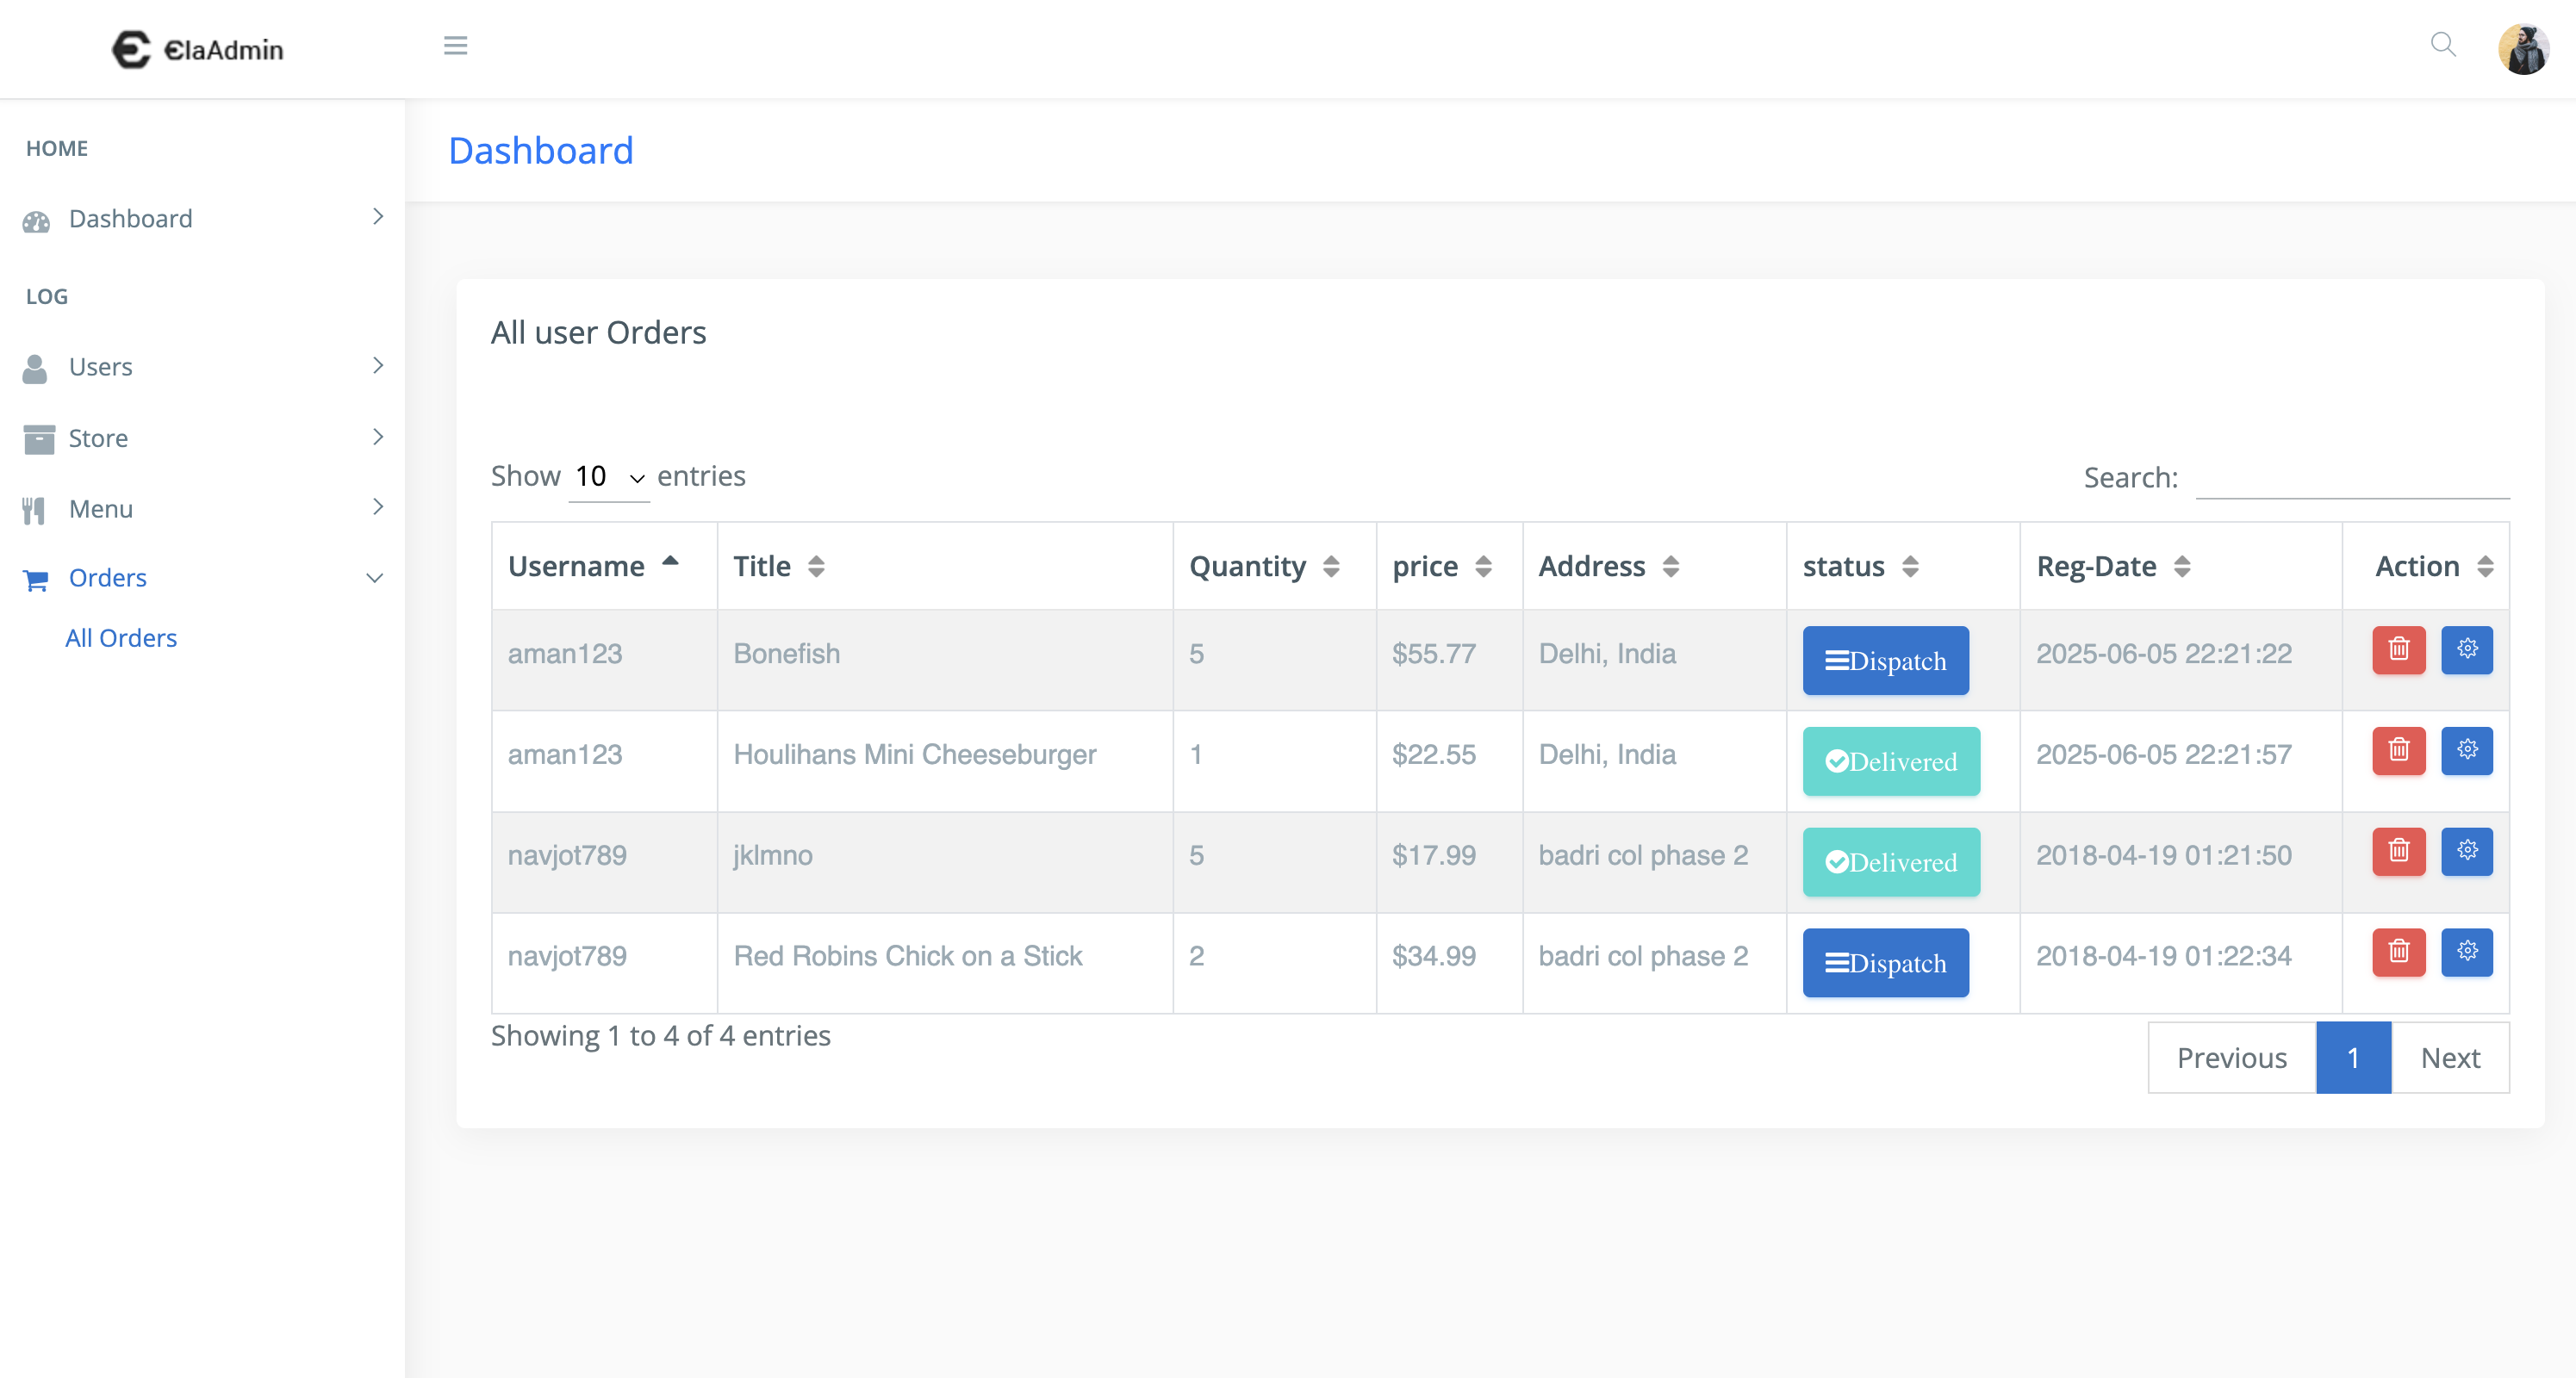 ElaAdmin
HOME
Dashboard
LOG
Users
Store
Menu
Orders
All Orders
Dashboard
All user Orders
Show 10 entries
Search:
Username Title Quantity price Address status Reg-Date Action
aman123 Bonefish 5 $55.77 Delhi, India Dispatch 2025-06-05 22:21:22
aman123 Houlihans Mini Cheeseburger 1 $22.55 Delhi, India Delivered 2025-06-05 22:21:57
navjot789 jklmno 5 $17.99 badri col phase 2 Delivered 2018-04-19 01:21:50
navjot789 Red Robins Chick on a Stick 2 $34.99 badri col phase 2 Dispatch 2018-04-19 01:22:34
Showing 1 to 4 of 4 entries
Previous 1 Next